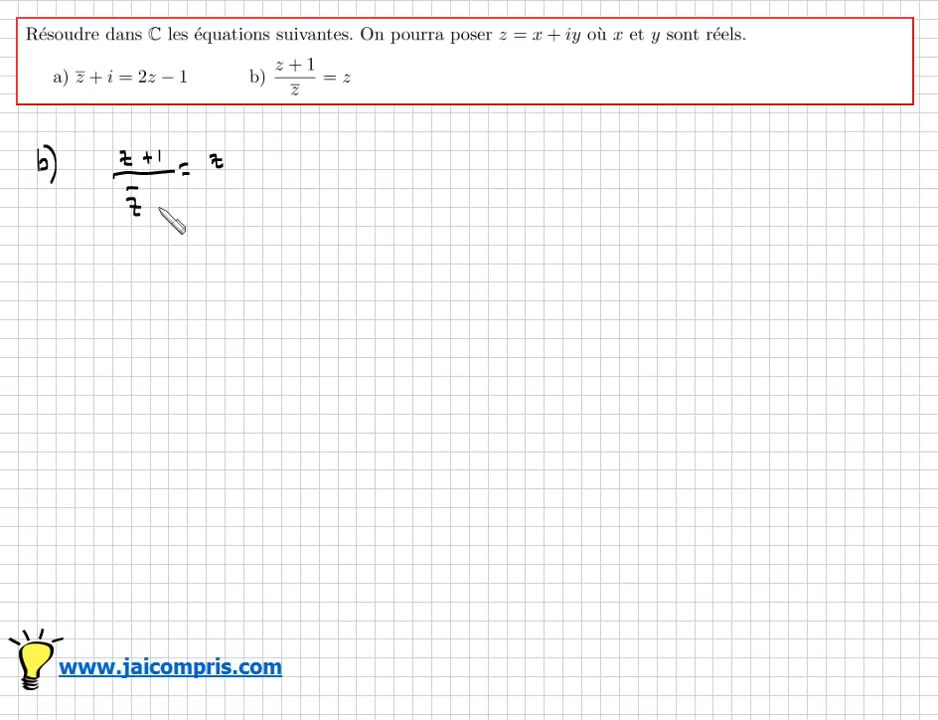 Résoudre dans ℂ les équations suivantes. On pourra poser z = x + iy où x et y sont réels.
a) z̅ + i = 2z − 1 b) (z + 1)/z̅ = z
b) (z + 1)/z̅ = z
www.jaicompris.com